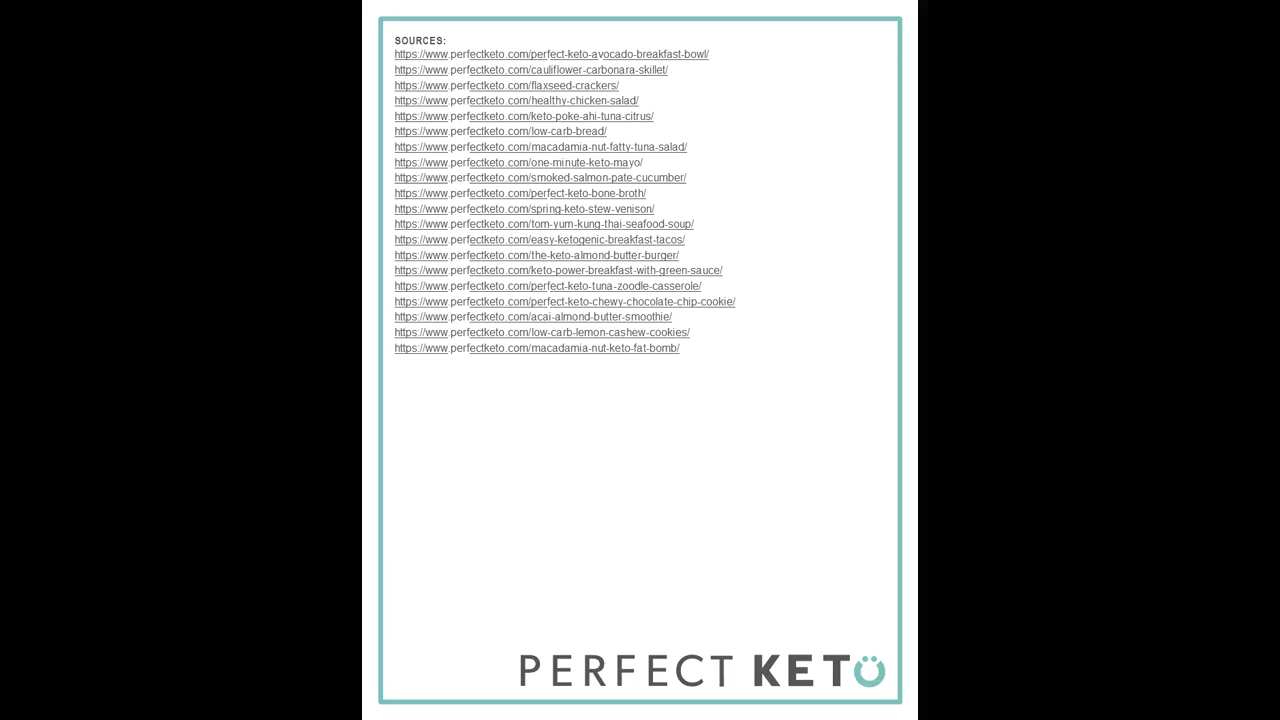 SOURCES:
https://www.perfectketo.com/perfect-keto-avocado-breakfast-bowl/
https://www.perfectketo.com/cauliflower-carbonara-skillet/
https://www.perfectketo.com/flaxseed-crackers/
https://www.perfectketo.com/healthy-chicken-salad/
https://www.perfectketo.com/keto-poke-ahi-tuna-citrus/
https://www.perfectketo.com/low-carb-bread/
https://www.perfectketo.com/macadamia-nut-fatty-tuna-salad/
https://www.perfectketo.com/one-minute-keto-mayo/
https://www.perfectketo.com/smoked-salmon-pate-cucumber/
https://www.perfectketo.com/perfect-keto-bone-broth/
https://www.perfectketo.com/spring-keto-stew-venison/
https://www.perfectketo.com/tom-yum-kung-thai-seafood-soup/
https://www.perfectketo.com/easy-ketogenic-breakfast-tacos/
https://www.perfectketo.com/the-keto-almond-butter-burger/
https://www.perfectketo.com/keto-power-breakfast-with-green-sauce/
https://www.perfectketo.com/perfect-keto-tuna-zoodle-casserole/
https://www.perfectketo.com/perfect-keto-chewy-chocolate-chip-cookie/
https://www.perfectketo.com/acai-almond-butter-smoothie/
https://www.perfectketo.com/low-carb-lemon-cashew-cookies/
https://www.perfectketo.com/macadamia-nut-keto-fat-bomb/
PERFECT KETÖ